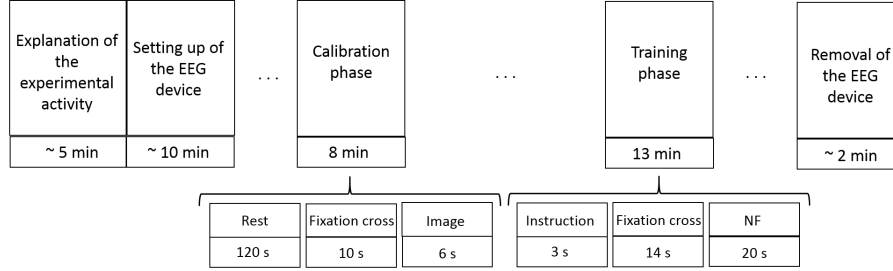 Explanation of
the
experimental
activity
Setting up of
the EEG
device
. . .
Calibration
phase
. . .
Training
phase
. . .
Removal of
the EEG
device
~ 5 min
~ 10 min
8 min
13 min
~ 2 min
Rest
Fixation cross
Image
Instruction
Fixation cross
NF
120 s
10 s
6 s
3 s
14 s
20 s